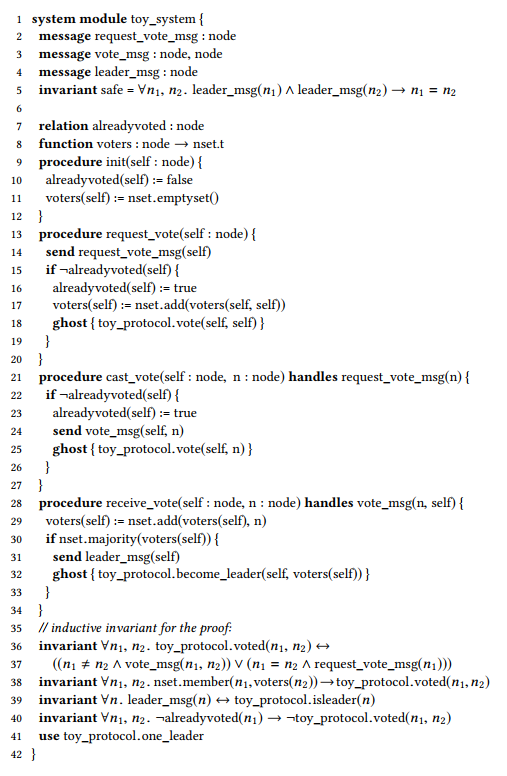 1 system module toy_system {
2 message request_vote_msg : node
3 message vote_msg : node, node
4 message leader_msg : node
5 invariant safe = ∀n₁, n₂. leader_msg(n₁) ∧ leader_msg(n₂) → n₁ = n₂
6
7 relation alreadyvoted : node
8 function voters : node → nset.t
9 procedure init(self : node) {
10 alreadyvoted(self) := false
11 voters(self) := nset.emptyset()
12 }
13 procedure request_vote(self : node) {
14 send request_vote_msg(self)
15 if ¬alreadyvoted(self) {
16 alreadyvoted(self) := true
17 voters(self) := nset.add(voters(self, self))
18 ghost { toy_protocol.vote(self, self) }
19 }
20 }
21 procedure cast_vote(self : node, n : node) handles request_vote_msg(n) {
22 if ¬alreadyvoted(self) {
23 alreadyvoted(self) := true
24 send vote_msg(self, n)
25 ghost { toy_protocol.vote(self, n) }
26 }
27 }
28 procedure receive_vote(self : node, n : node) handles vote_msg(n, self) {
29 voters(self) := nset.add(voters(self), n)
30 if nset.majority(voters(self)) {
31 send leader_msg(self)
32 ghost { toy_protocol.become_leader(self, voters(self)) }
33 }
34 }
35 // inductive invariant for the proof:
36 invariant ∀n₁, n₂. toy_protocol.voted(n₁, n₂) ↔
37 ((n₁ ≠ n₂ ∧ vote_msg(n₁, n₂)) ∨ (n₁ = n₂ ∧ request_vote_msg(n₁)))
38 invariant ∀n₁, n₂. nset.member(n₁,voters(n₂))→toy_protocol.voted(n₁,n₂)
39 invariant ∀n. leader_msg(n) ↔ toy_protocol.isleader(n)
40 invariant ∀n₁, n₂. ¬alreadyvoted(n₁) → ¬toy_protocol.voted(n₁, n₂)
41 use toy_protocol.one_leader
42 }